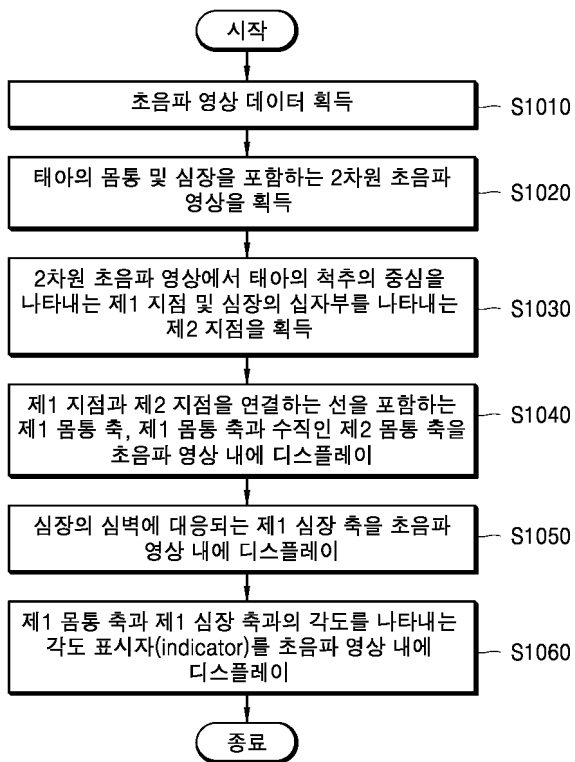 시작
초음파 영상 데이터 획득
S1010
태아의 몸통 및 심장을 포함하는 2차원 초음파
영상을 획득
S1020
2차원 초음파 영상에서 태아의 척추의 중심을
나타내는 제1 지점 및 심장의 십자부를 나타내는
제2 지점을 획득
S1030
제1 지점과 제2 지점을 연결하는 선을 포함하는
제1 몸통 축, 제1 몸통 축과 수직인 제2 몸통 축을
초음파 영상 내에 디스플레이
S1040
심장의 심벽에 대응되는 제1 심장 축을 초음파
영상 내에 디스플레이
S1050
제1 몸통 축과 제1 심장 축과의 각도를 나타내는
각도 표시자(indicator)를 초음파 영상 내에
디스플레이
S1060
종료